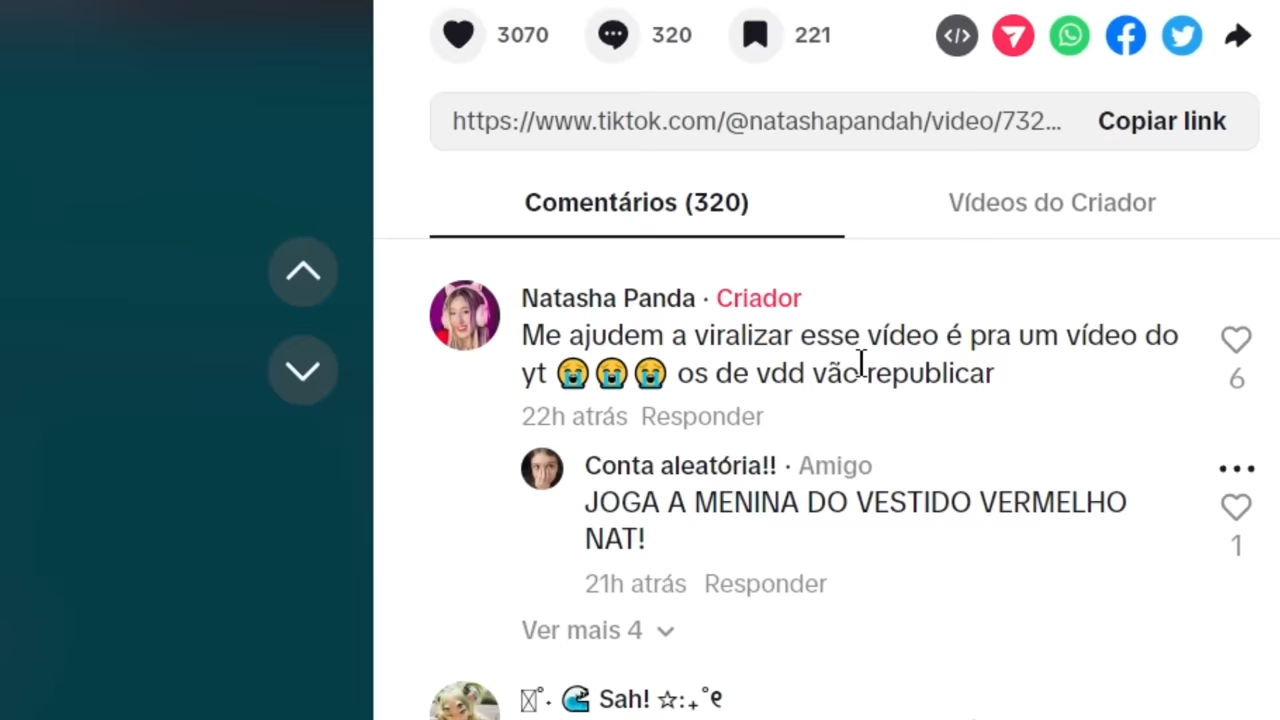 3070 320 221
https://www.tiktok.com/@natashapandah/video/732... Copiar link
Comentários (320) Vídeos do Criador
Natasha Panda · Criador
Me ajudem a viralizar esse vídeo é pra um vídeo do
yt 😭😭😭 os de vdd vão republicar
6
22h atrás Responder
Conta aleatória!! · Amigo
JOGA A MENINA DO VESTIDO VERMELHO
NAT!
1
21h atrás Responder
Ver mais 4
🌊 Sah! ☆:₊˚୧